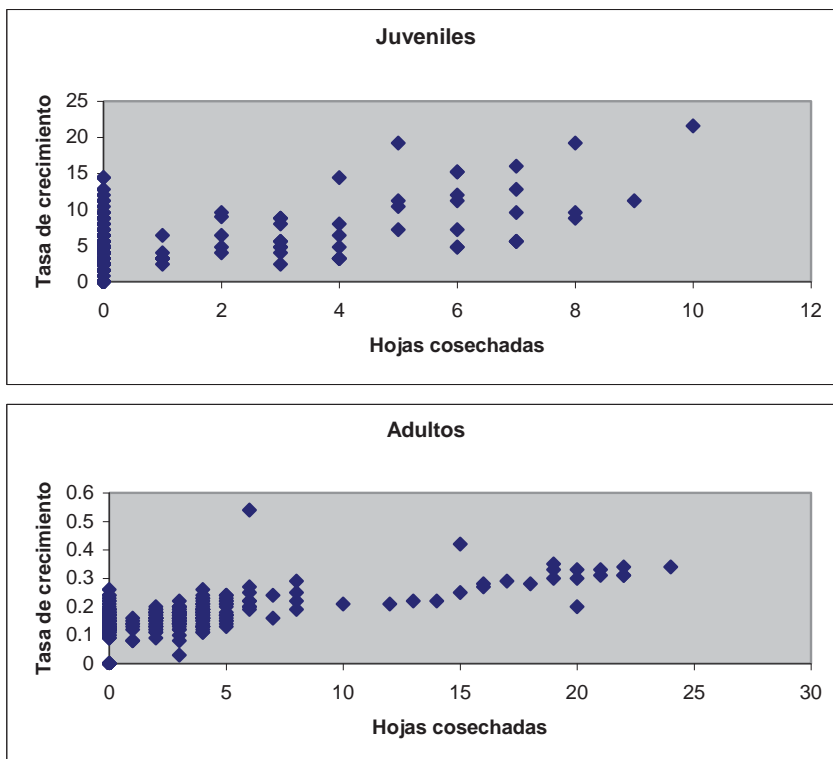 Juveniles
Tasa de crecimiento
25
20
15
10
5
0
0 2 4 6 8 10 12
Hojas cosechadas
Adultos
Tasa de crecimiento
0.6
0.5
0.4
0.3
0.2
0.1
0
0 5 10 15 20 25 30
Hojas cosechadas